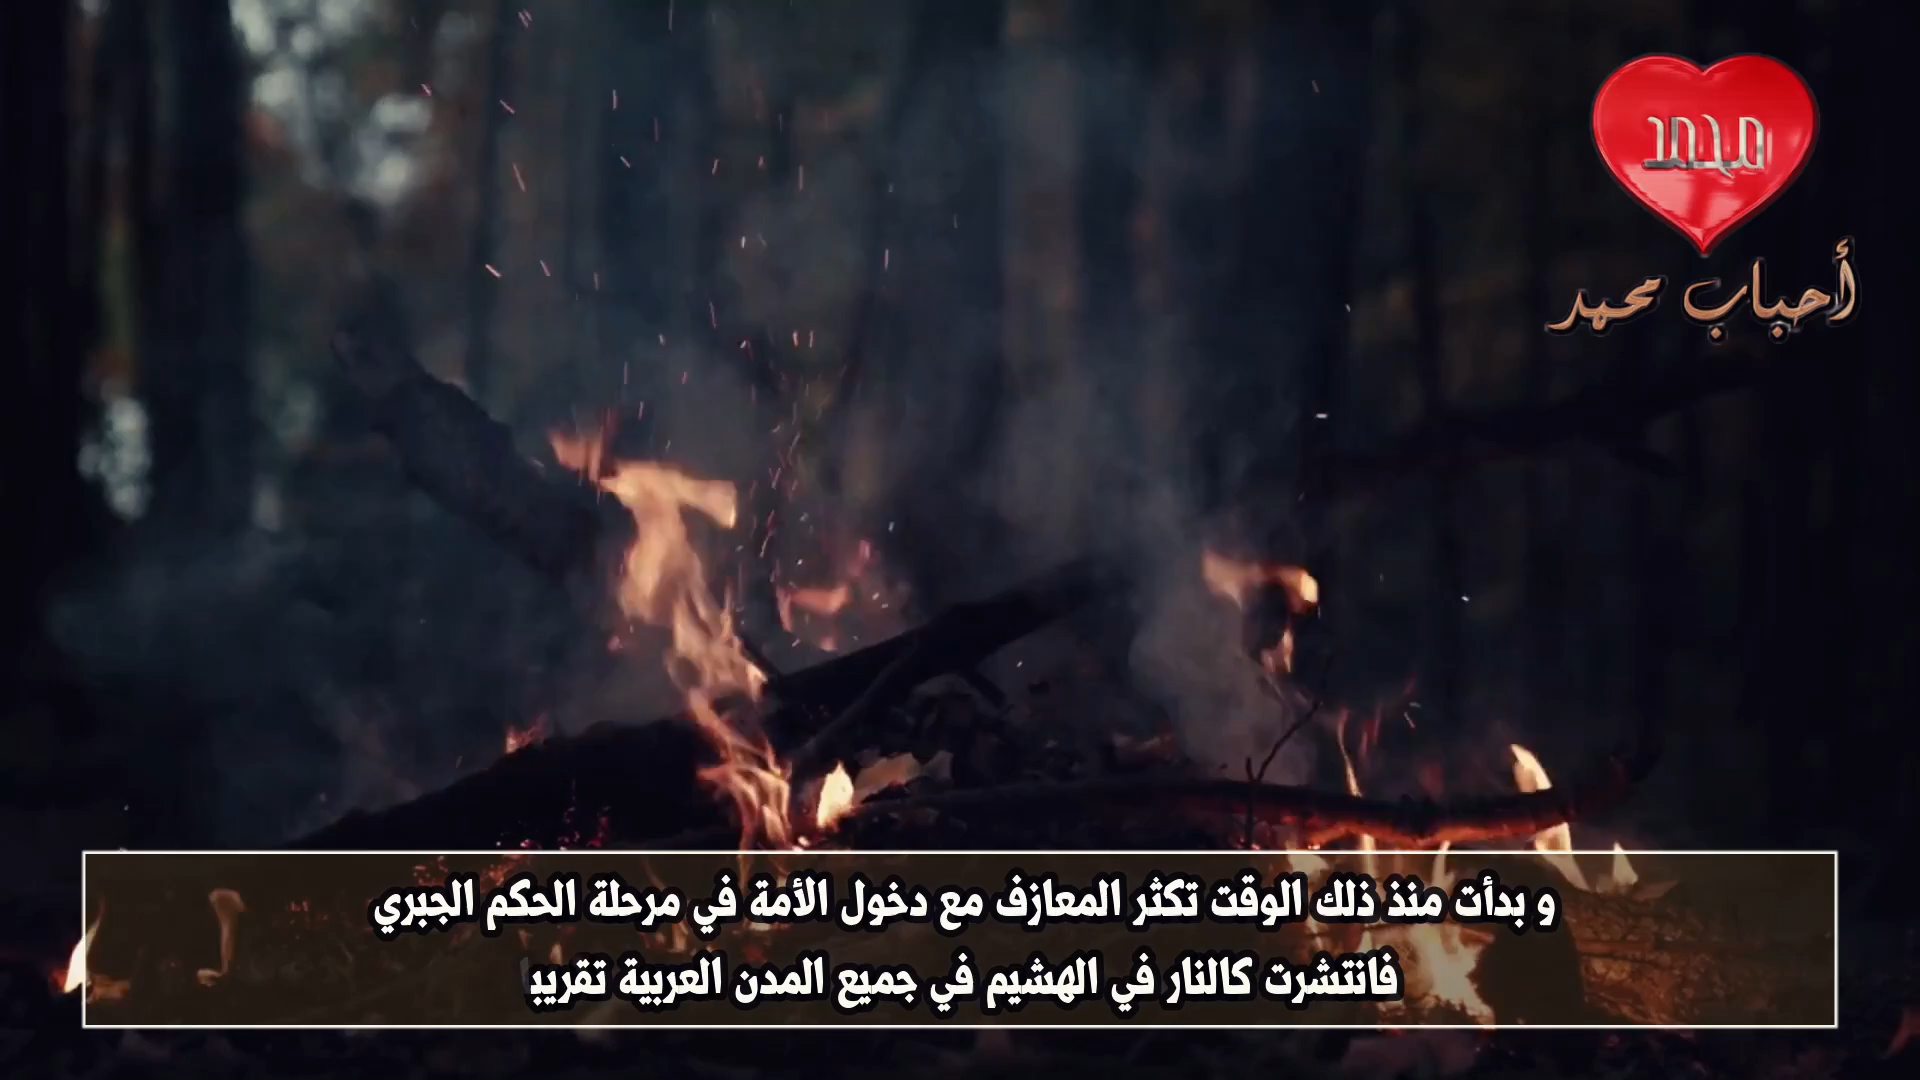 محمد
أحباب محمد
و بدأت منذ ذلك الوقت تكثر المعازف مع دخول الأمة في مرحلة الحكم الجبري
فانتشرت كالنار في الهشيم في جميع المدن العربية تقريب